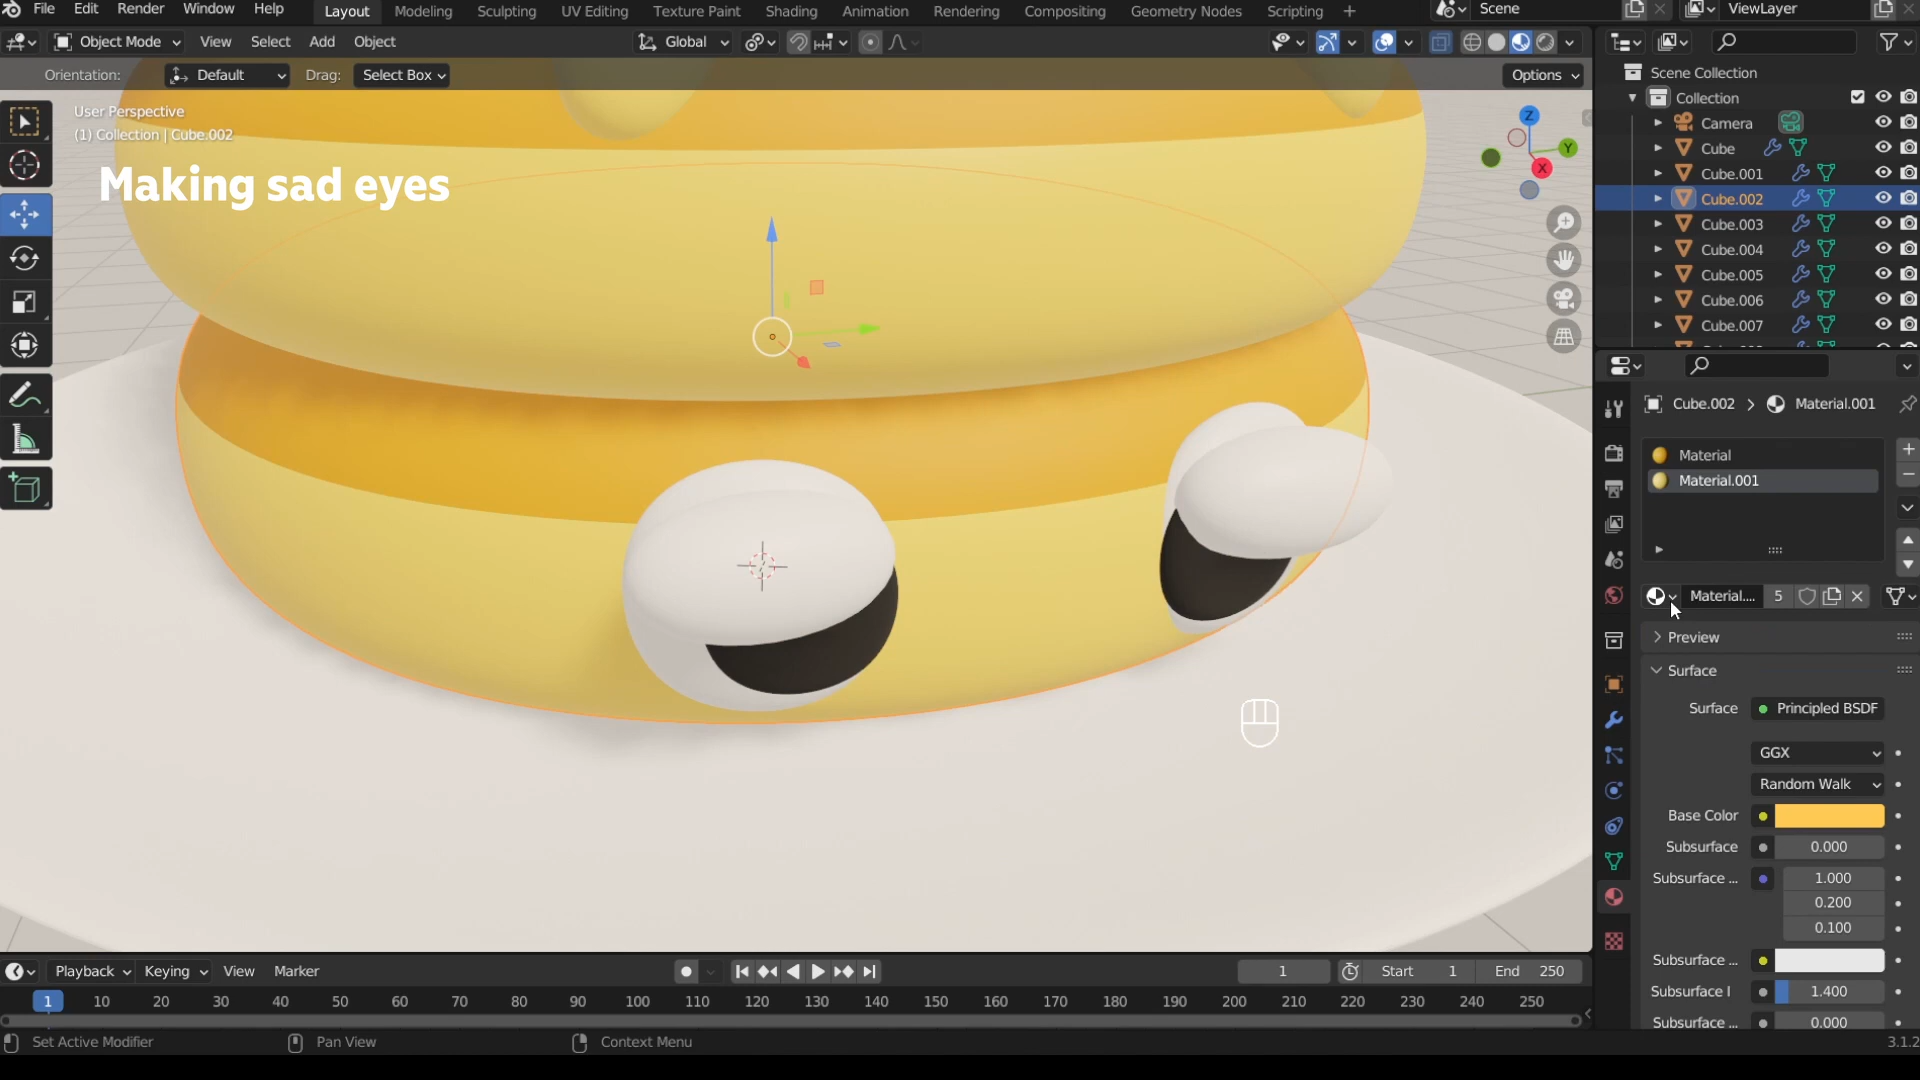 File Edit Render Window Help Layout Modeling Sculpting UV Editing Texture Paint Shading Animation Rendering Compositing Geometry Nodes Scripting + Scene ViewLayer
Object Mode View Select Add Object Global
Orientation: Default Drag: Select Box Options
User Perspective
(1) Collection | Cube.002
Making sad eyes
Z
Y
X
Scene Collection
Collection
Camera
Cube
Cube.001
Cube.002
Cube.003
Cube.004
Cube.005
Cube.006
Cube.007
Cube.002 > Material.001
Material
Material.001
Material.... 5
Preview
Surface
Surface Principled BSDF
GGX
Random Walk
Base Color
Subsurface 0.000
Subsurface ... 1.000
0.200
0.100
Subsurface ...
Subsurface I 1.400
Subsurface ... 0.000
Playback Keying View Marker 1 Start 1 End 250
1 10 20 30 40 50 60 70 80 90 100 110 120 130 140 150 160 170 180 190 200 210 220 230 240 250
Set Active Modifier Pan View Context Menu 3.1.2